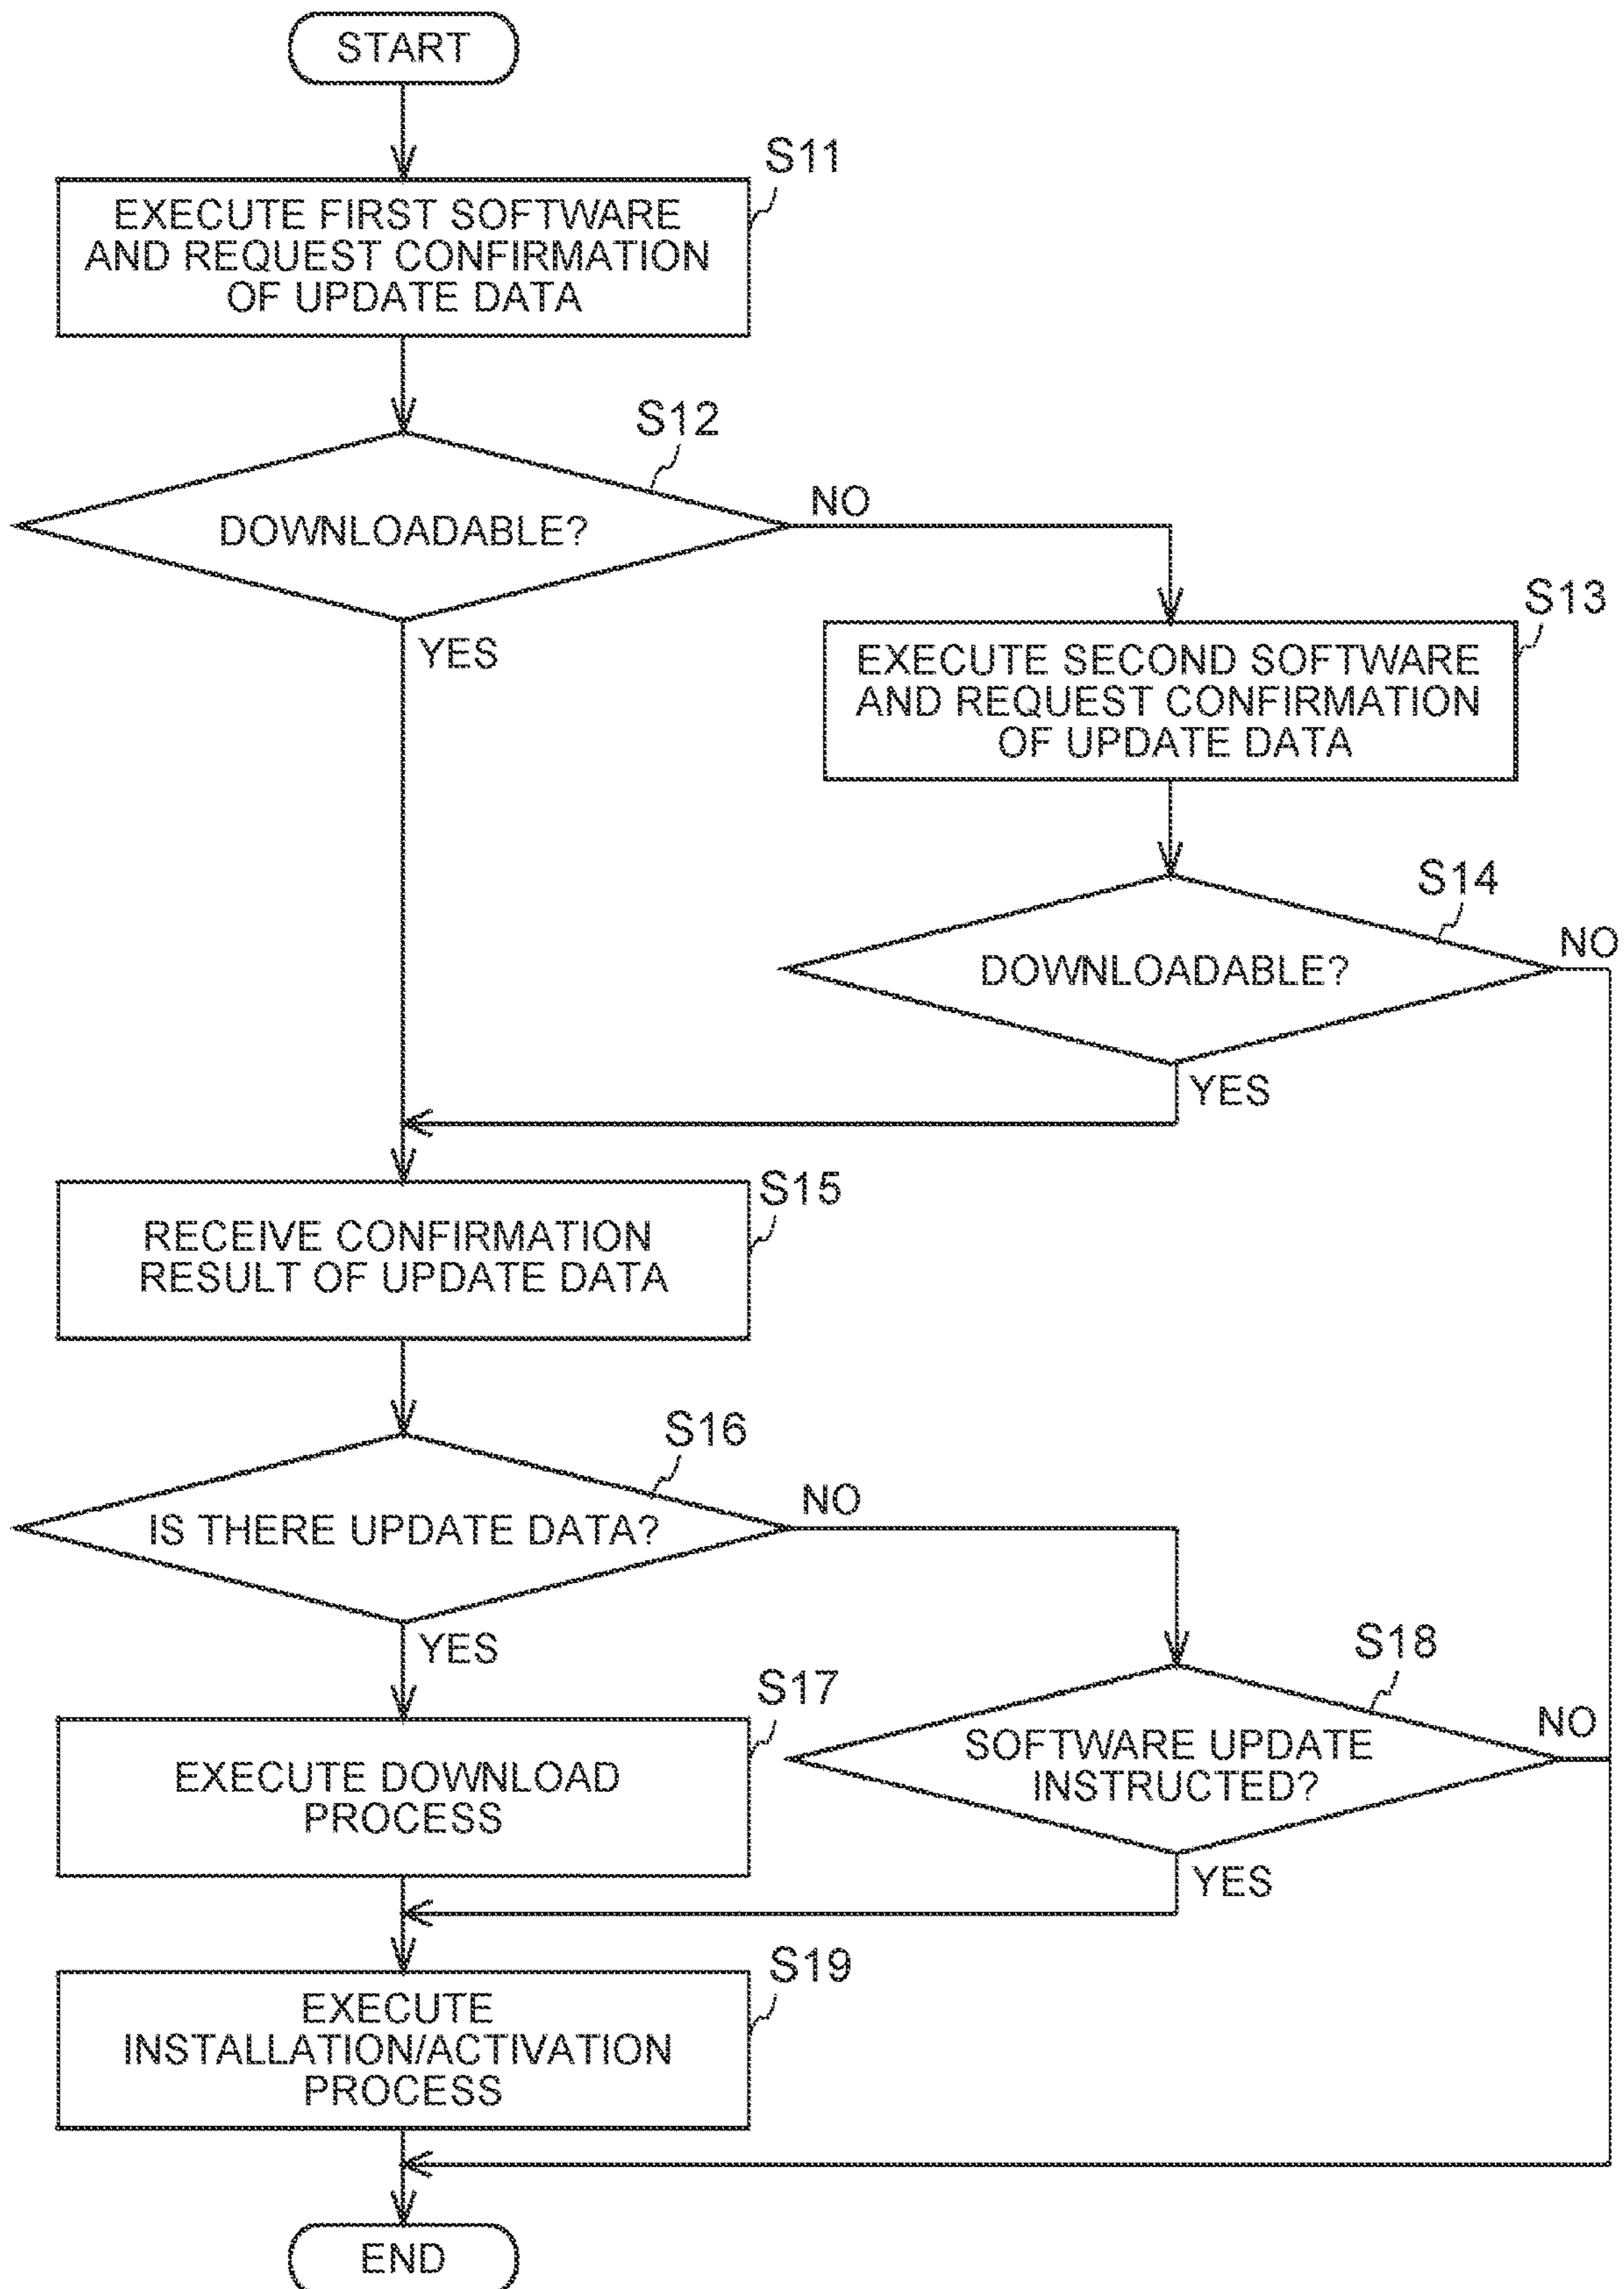 START
S11
EXECUTE FIRST SOFTWARE
AND REQUEST CONFIRMATION
OF UPDATE DATA
S12
DOWNLOADABLE?
NO
YES
S13
EXECUTE SECOND SOFTWARE
AND REQUEST CONFIRMATION
OF UPDATE DATA
S14
DOWNLOADABLE?
NO
YES
S15
RECEIVE CONFIRMATION
RESULT OF UPDATE DATA
S16
IS THERE UPDATE DATA?
NO
YES
S17
EXECUTE DOWNLOAD
PROCESS
S18
SOFTWARE UPDATE
INSTRUCTED?
NO
YES
S19
EXECUTE
INSTALLATION/ACTIVATION
PROCESS
END